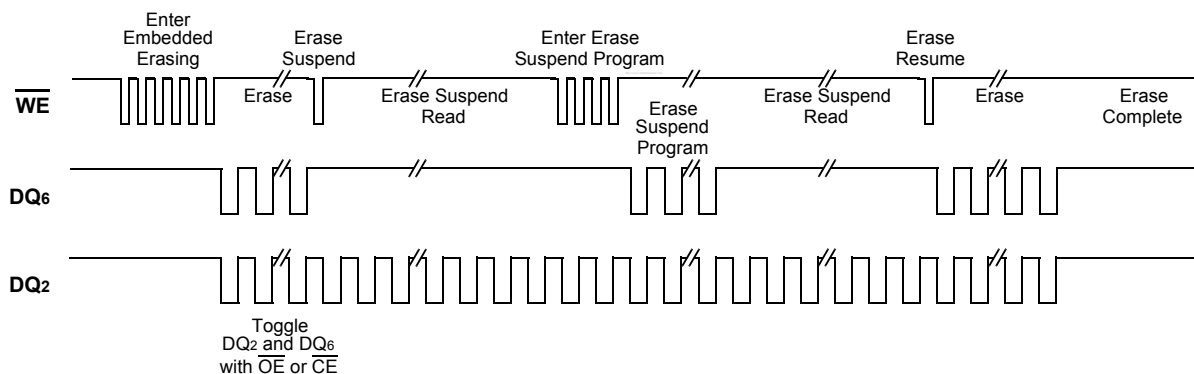 Enter
Embedded
Erasing
Erase
Suspend
Enter Erase
Suspend Program
Erase
Resume
WE
Erase
Erase Suspend
Read
Erase
Suspend
Program
Erase Suspend
Read
Erase
Erase
Complete
DQ6
DQ2
Toggle
DQ2 and DQ6
with OE or CE